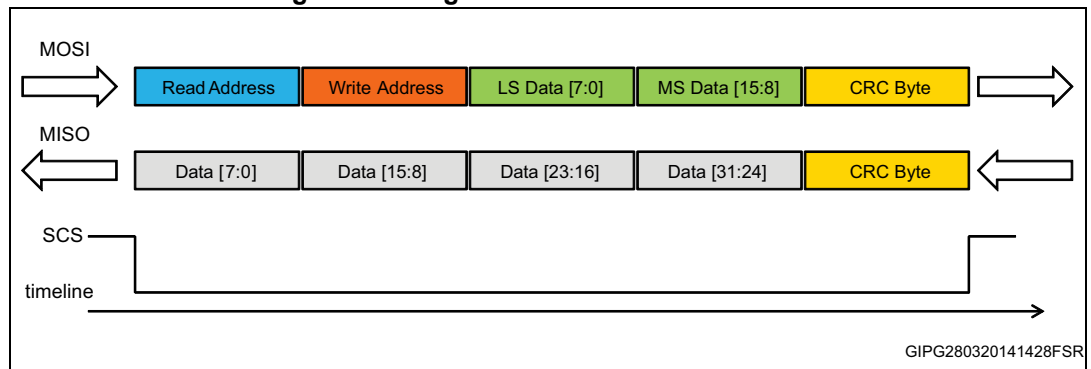 MOSI
Read Address Write Address LS Data [7:0] MS Data [15:8] CRC Byte
MISO
Data [7:0] Data [15:8] Data [23:16] Data [31:24] CRC Byte
SCS
timeline
GIPG280320141428FSR